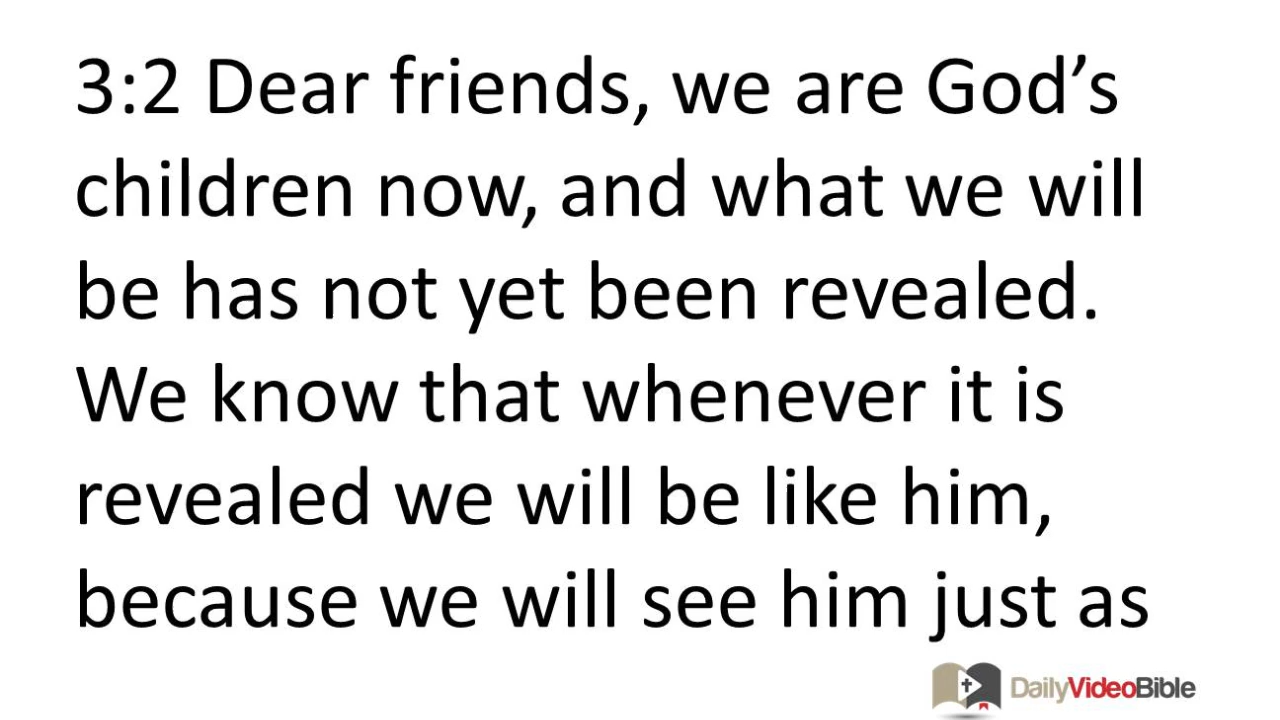 3:2 Dear friends, we are God’s
children now, and what we will
be has not yet been revealed.
We know that whenever it is
revealed we will be like him,
because we will see him just as
DailyVideoBible